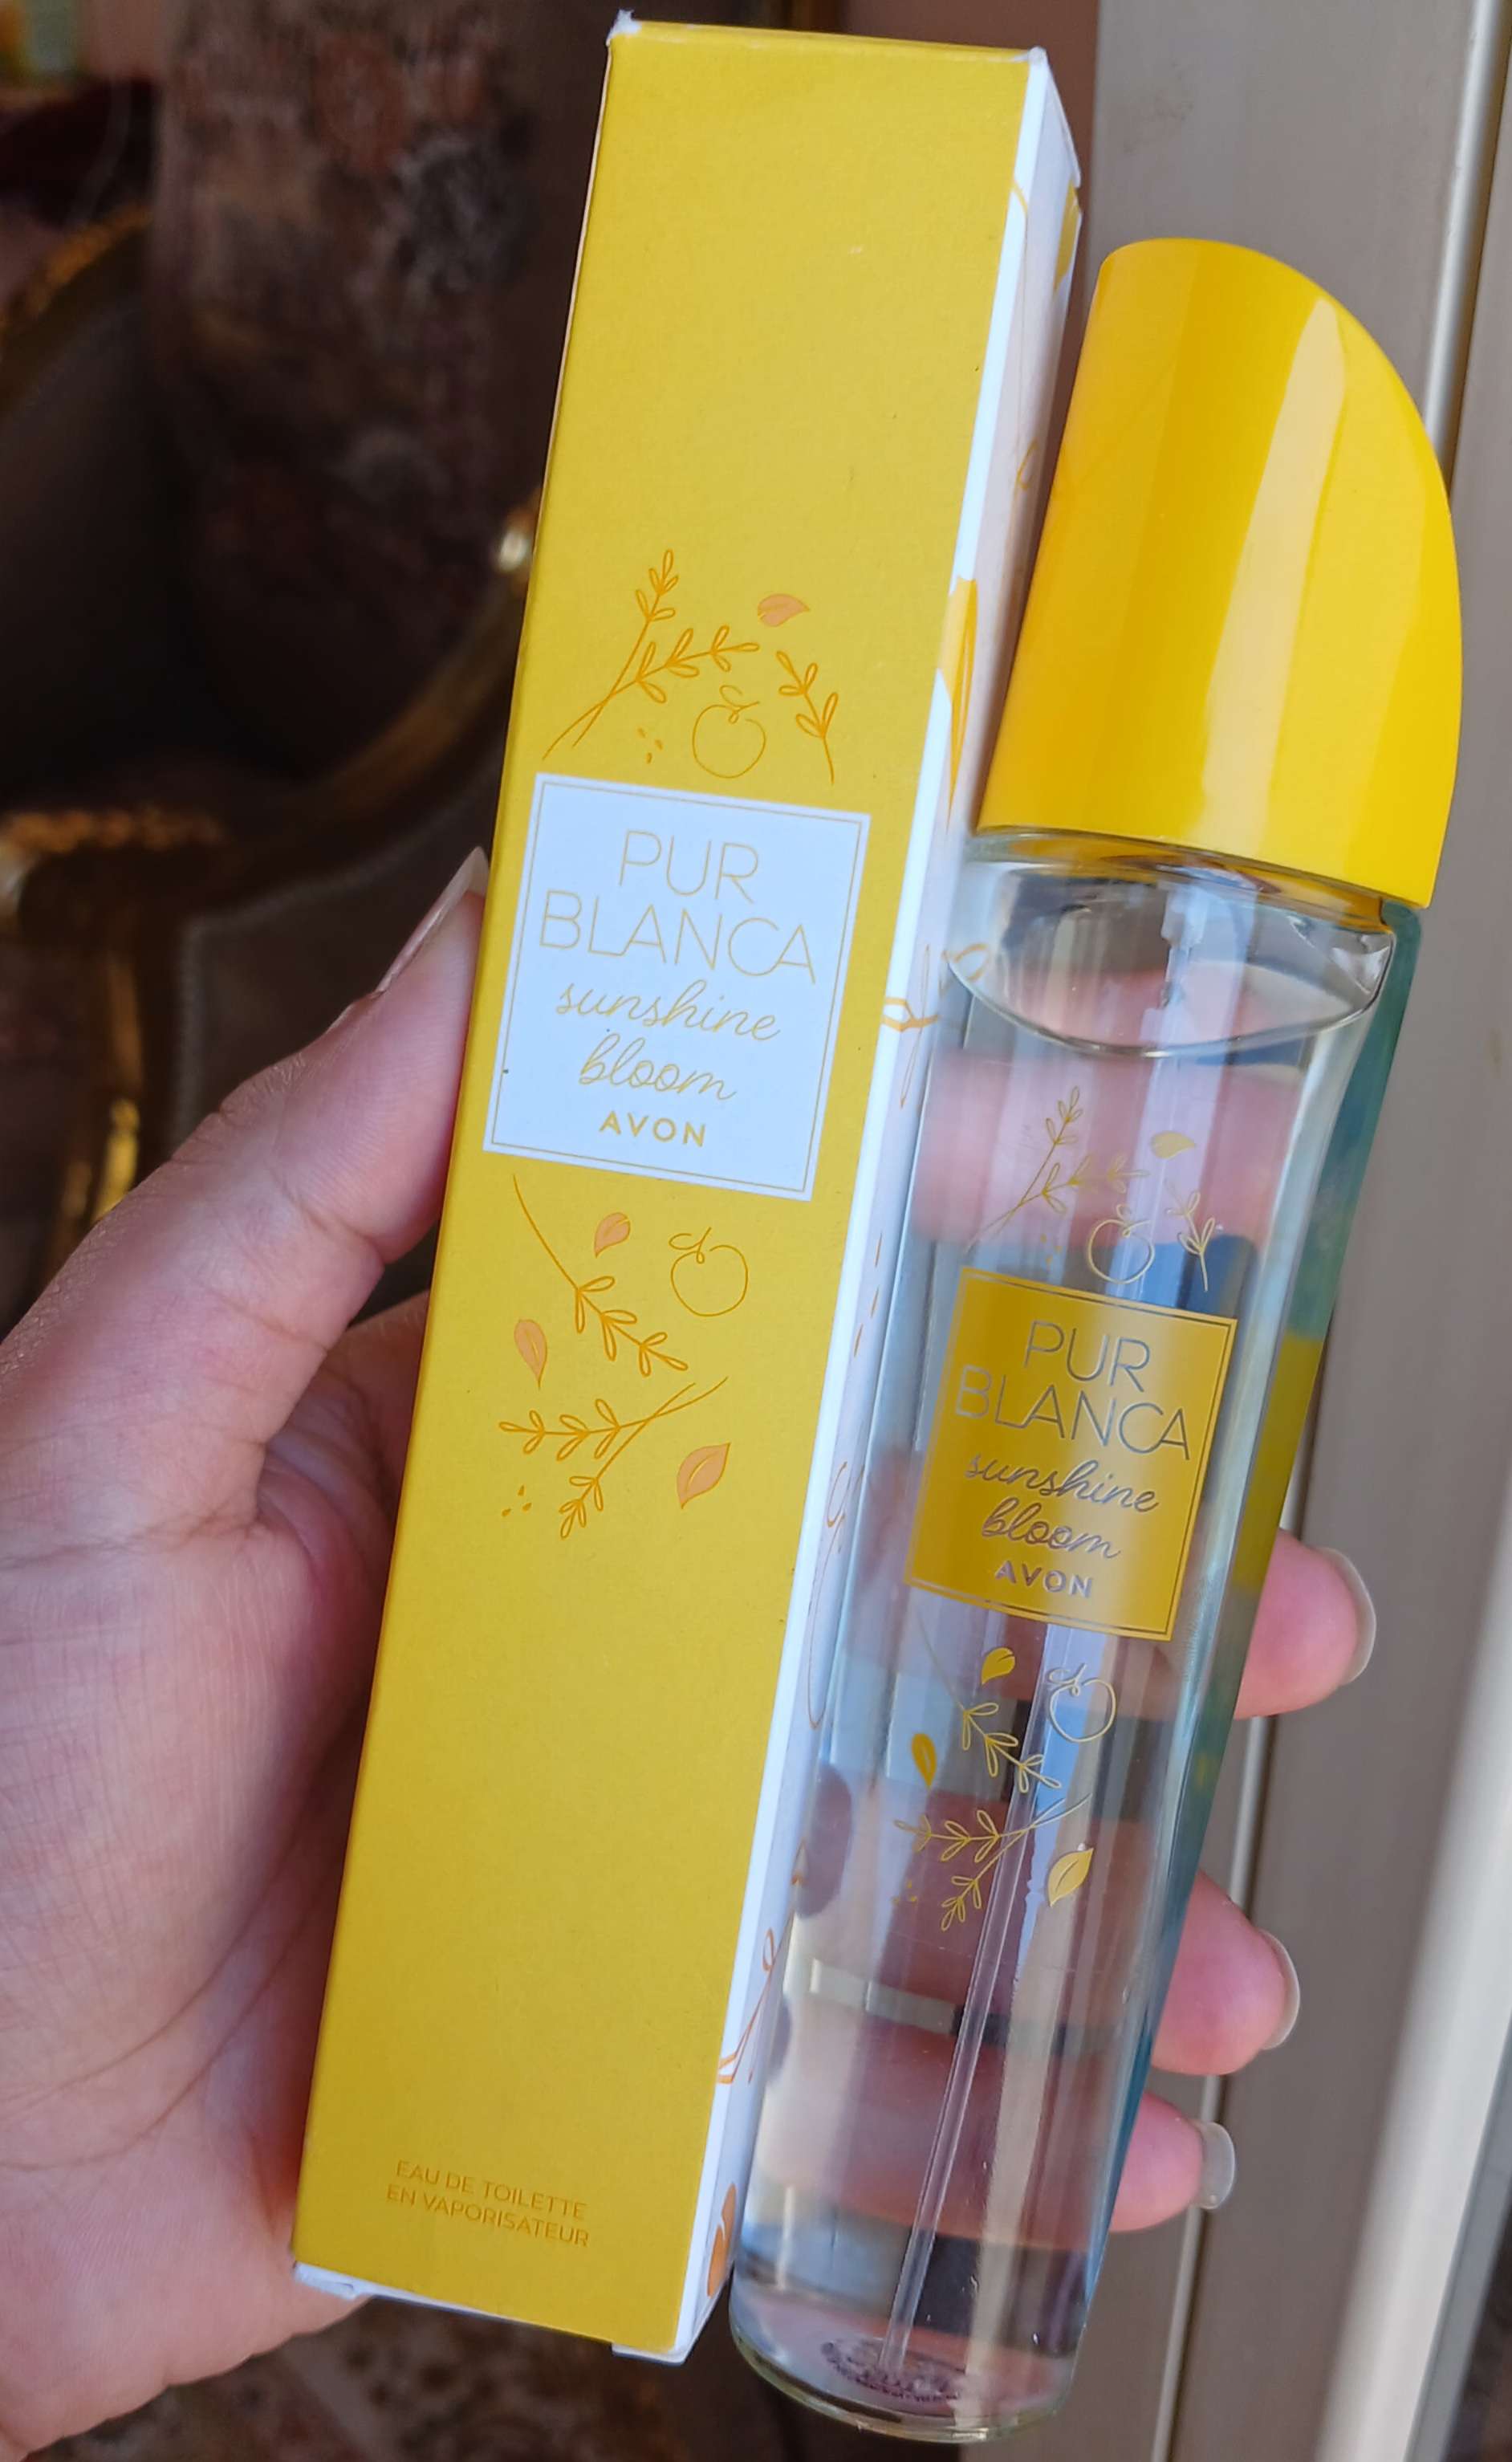 PUR
BLANCA
sunshine
bloom
AVON
EAU DE TOILETTE
EN VAPORISATEUR
PUR
BLANCA
sunshine
bloom
AVON